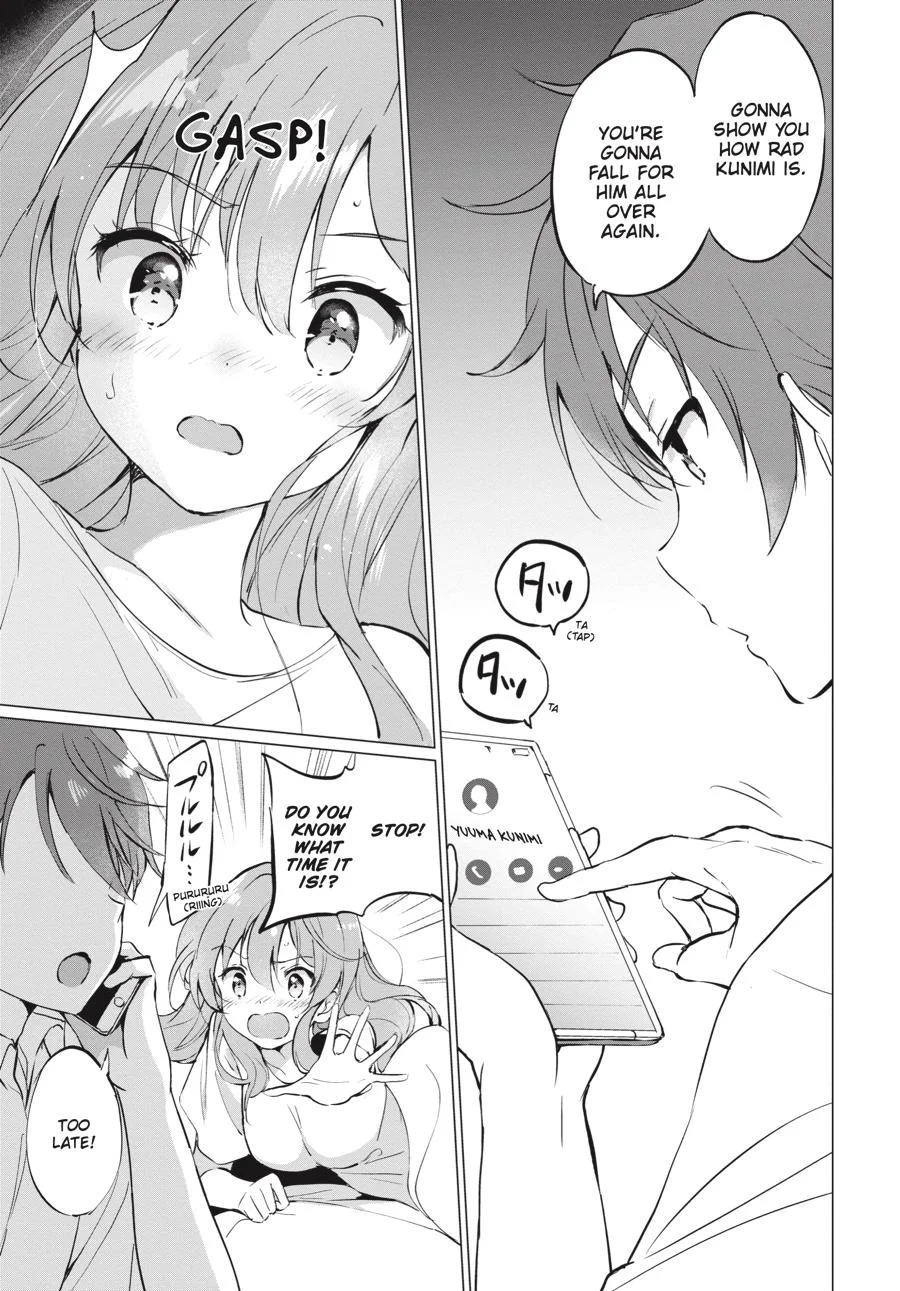 GONNA
SHOW YOU
HOW RAD
KUNIMI IS.
YOU'RE
GONNA
FALL FOR
HIM ALL
OVER
AGAIN.
タッ
TA
(TAP)
タッ
TA
YUUMA KUNIMI
GASP!
STOP!
DO YOU
KNOW
WHAT
TIME IT
IS!?
プルルル…
PURURURU
(RIIING)
TOO
LATE!